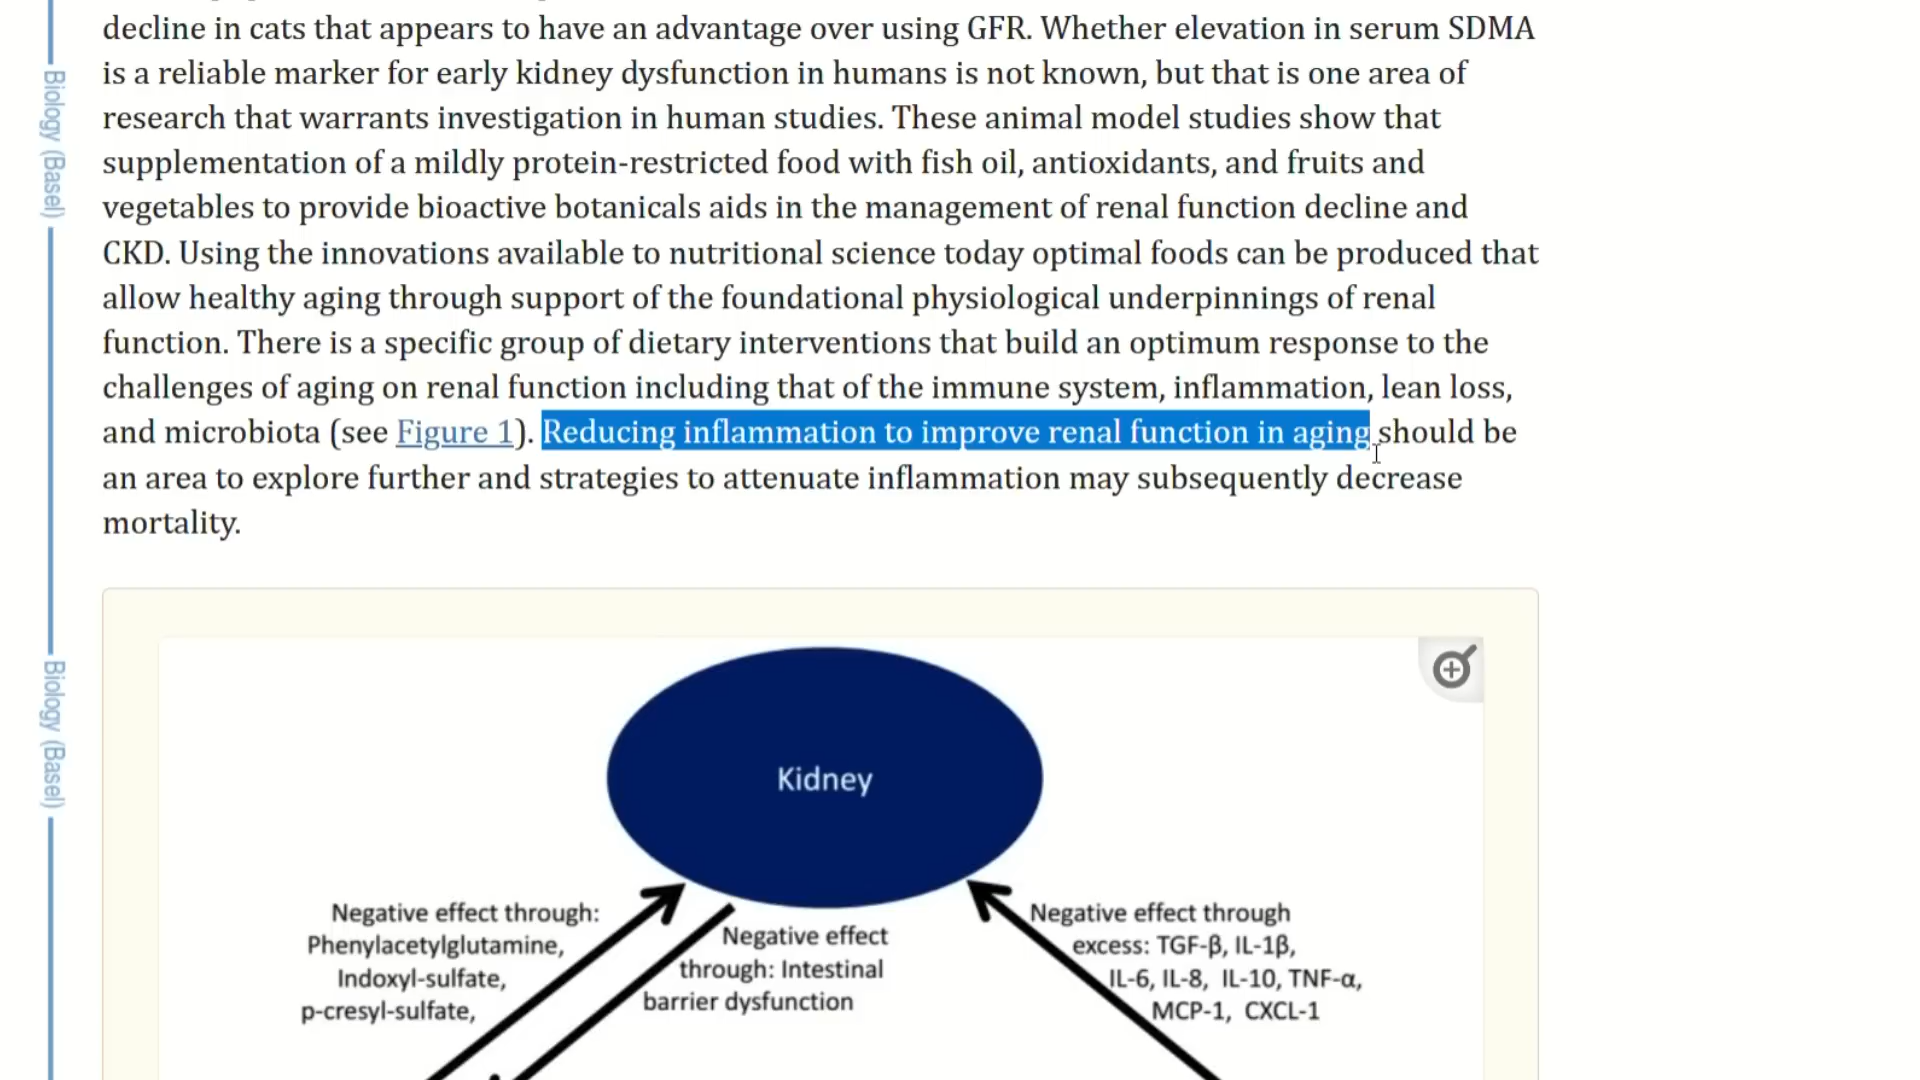 decline in cats that appears to have an advantage over using GFR. Whether elevation in serum SDMA
is a reliable marker for early kidney dysfunction in humans is not known, but that is one area of
research that warrants investigation in human studies. These animal model studies show that
supplementation of a mildly protein-restricted food with fish oil, antioxidants, and fruits and
vegetables to provide bioactive botanicals aids in the management of renal function decline and
CKD. Using the innovations available to nutritional science today optimal foods can be produced that
allow healthy aging through support of the foundational physiological underpinnings of renal
function. There is a specific group of dietary interventions that build an optimum response to the
challenges of aging on renal function including that of the immune system, inflammation, lean loss,
and microbiota (see Figure 1). Reducing inflammation to improve renal function in aging should be
an area to explore further and strategies to attenuate inflammation may subsequently decrease
mortality.
Biology (Basel)
Biology (Basel)
Kidney
Negative effect through:
Phenylacetylglutamine,
Indoxyl-sulfate,
p-cresyl-sulfate,
Negative effect
through: Intestinal
barrier dysfunction
Negative effect through
excess: TGF-β, IL-1β,
IL-6, IL-8, IL-10, TNF-α,
MCP-1, CXCL-1